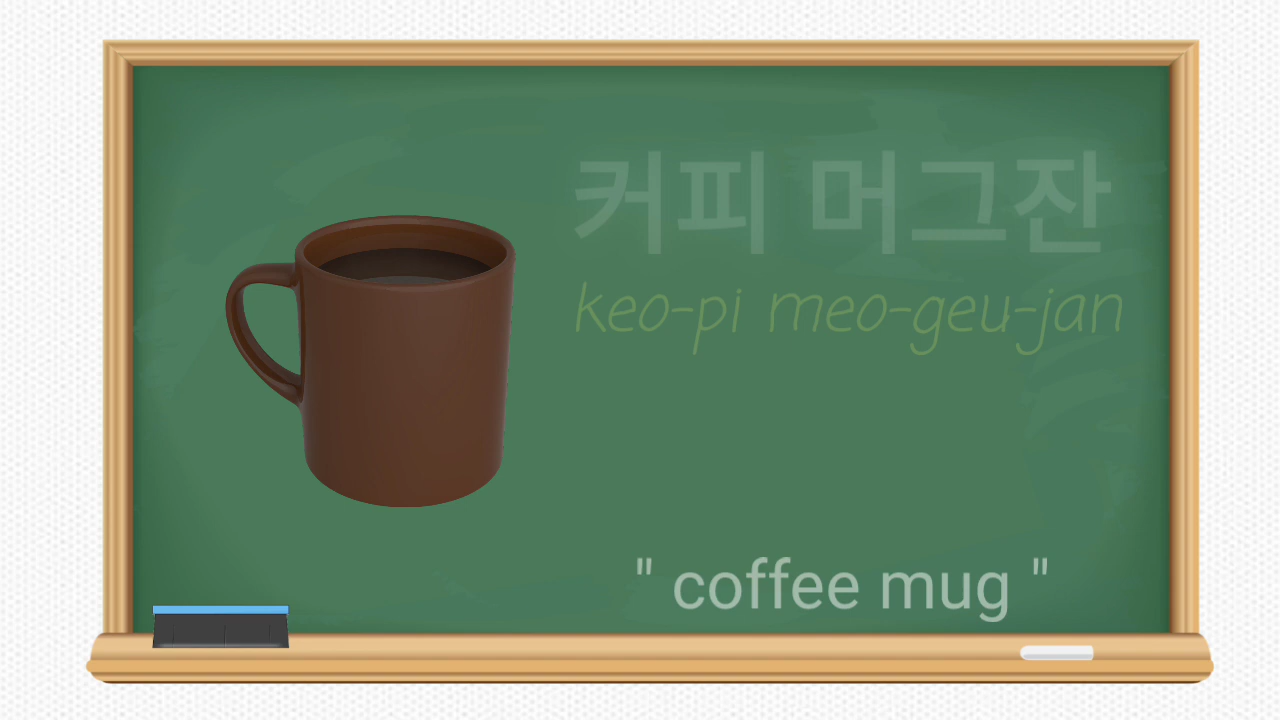 커피 머그잔
keo-pi meo-geu-jan
" coffee mug "